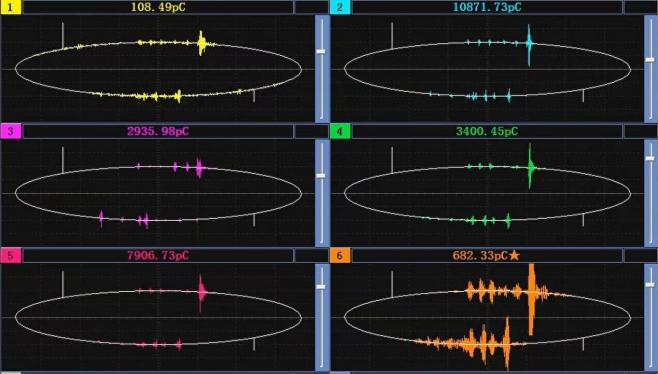 1 108.49pC
2 10871.73pC
3 2935.98pC
4 3400.45pC
5 7906.73pC
6 682.33pC★